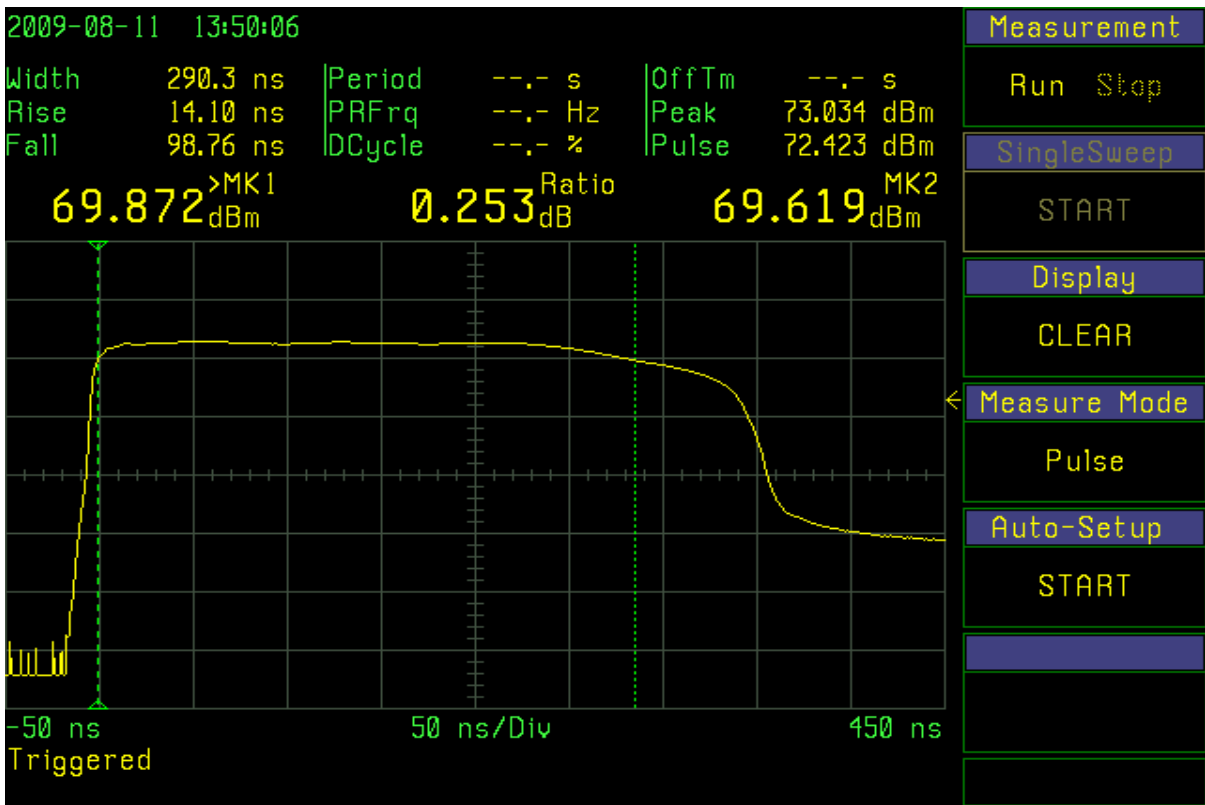 2009-08-11 13:50:06
Width 290.3 ns Period --.- s OffTm --.- s
Rise 14.10 ns PRFrq --.- Hz Peak 73.034 dBm
Fall 98.76 ns DCycle --.- % Pulse 72.423 dBm
69.872 >MK1 dBm 0.253 Ratio dB 69.619 MK2 dBm
-50 ns 50 ns/Div 450 ns
Triggered
Measurement
Run Stop
SingleSweep
START
Display
CLEAR
Measure Mode
Pulse
Auto-Setup
START